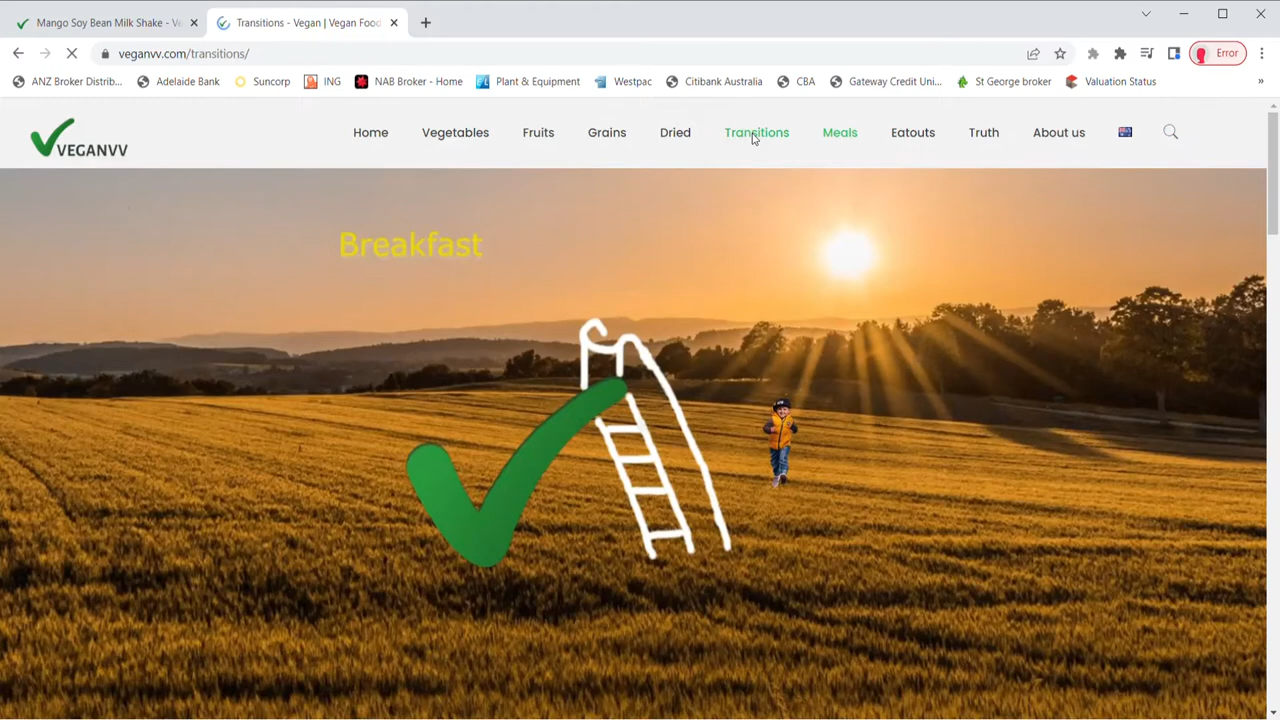 Mango Soy Bean Milk Shake - Ve
Transitions - Vegan | Vegan Food
veganvv.com/transitions/
Error
ANZ Broker Distrib...
Adelaide Bank
Suncorp
ING
NAB Broker - Home
Plant & Equipment
Westpac
Citibank Australia
CBA
Gateway Credit Uni...
St George broker
Valuation Status
»
VEGANVV
Home
Vegetables
Fruits
Grains
Dried
Transitions
Meals
Eatouts
Truth
About us
Breakfast